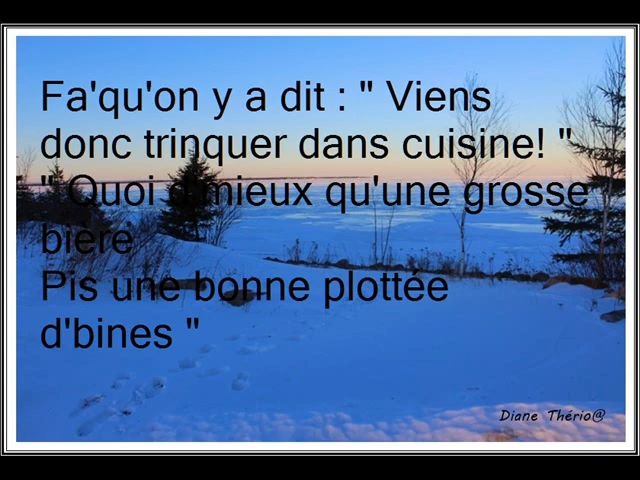 Fa'qu'on y a dit : " Viens
donc trinquer dans cuisine! "
" Quoi d'mieux qu'une grosse
bière
Pis une bonne plottée
d'bines "
Diane Thério@